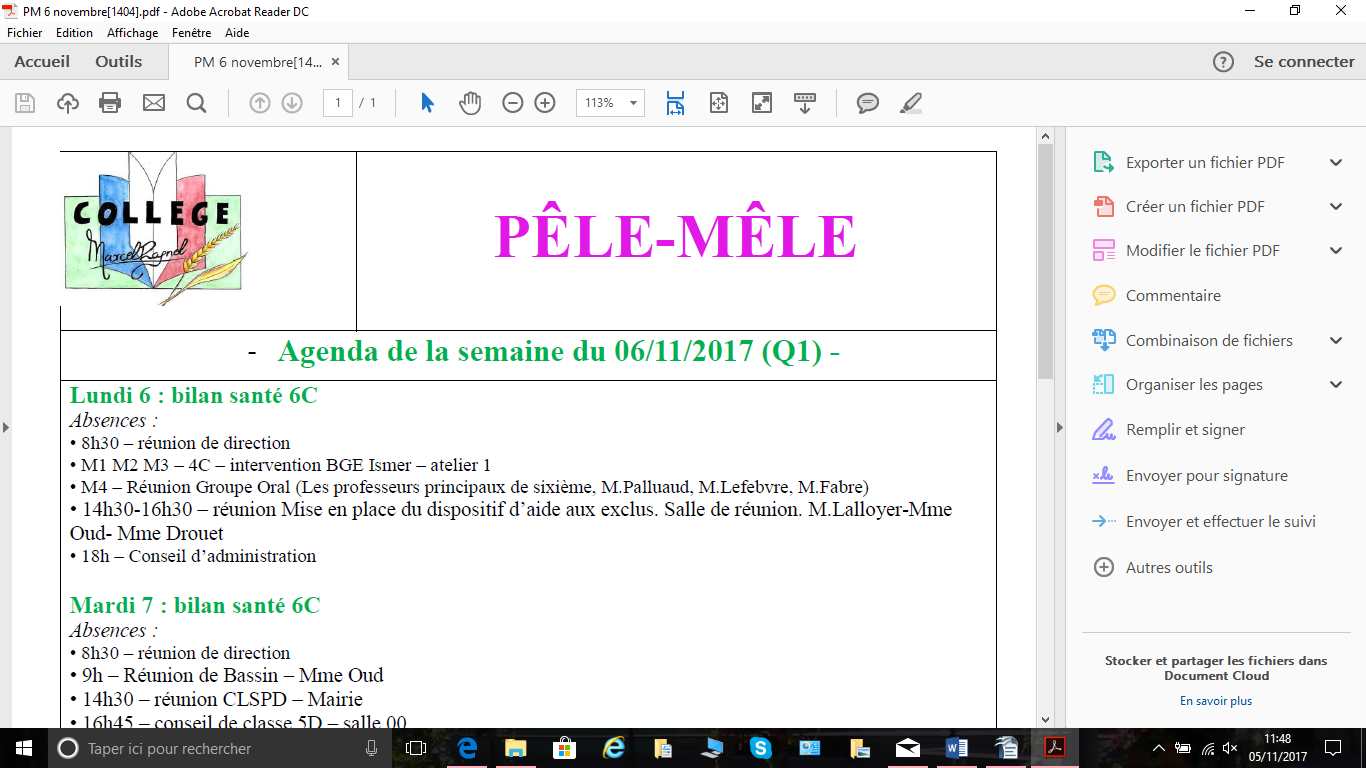 PM 6 novembre[1404].pdf - Adobe Acrobat Reader DC
Fichier Edition Affichage Fenêtre Aide
Accueil Outils PM 6 novembre[14... × ? Se connecter
1 / 1 113%
COLLEGE
Marcel Pagnol
PÊLE-MÊLE
- Agenda de la semaine du 06/11/2017 (Q1) -
Lundi 6 : bilan santé 6C
Absences :
• 8h30 – réunion de direction
• M1 M2 M3 – 4C – intervention BGE Ismer – atelier 1
• M4 – Réunion Groupe Oral (Les professeurs principaux de sixième, M.Palluaud, M.Lefebvre, M.Fabre)
• 14h30-16h30 – réunion Mise en place du dispositif d’aide aux exclus. Salle de réunion. M.Lalloyer-Mme
Oud- Mme Drouet
• 18h – Conseil d’administration
Mardi 7 : bilan santé 6C
Absences :
• 8h30 – réunion de direction
• 9h – Réunion de Bassin – Mme Oud
• 14h30 – réunion CLSPD – Mairie
• 16h45 – conseil de classe 5D – salle 00
Exporter un fichier PDF
Créer un fichier PDF
Modifier le fichier PDF
Commentaire
Combinaison de fichiers
Organiser les pages
Remplir et signer
Envoyer pour signature
Envoyer et effectuer le suivi
Autres outils
Stocker et partager les fichiers dans
Document Cloud
En savoir plus
Taper ici pour rechercher
11:48
05/11/2017